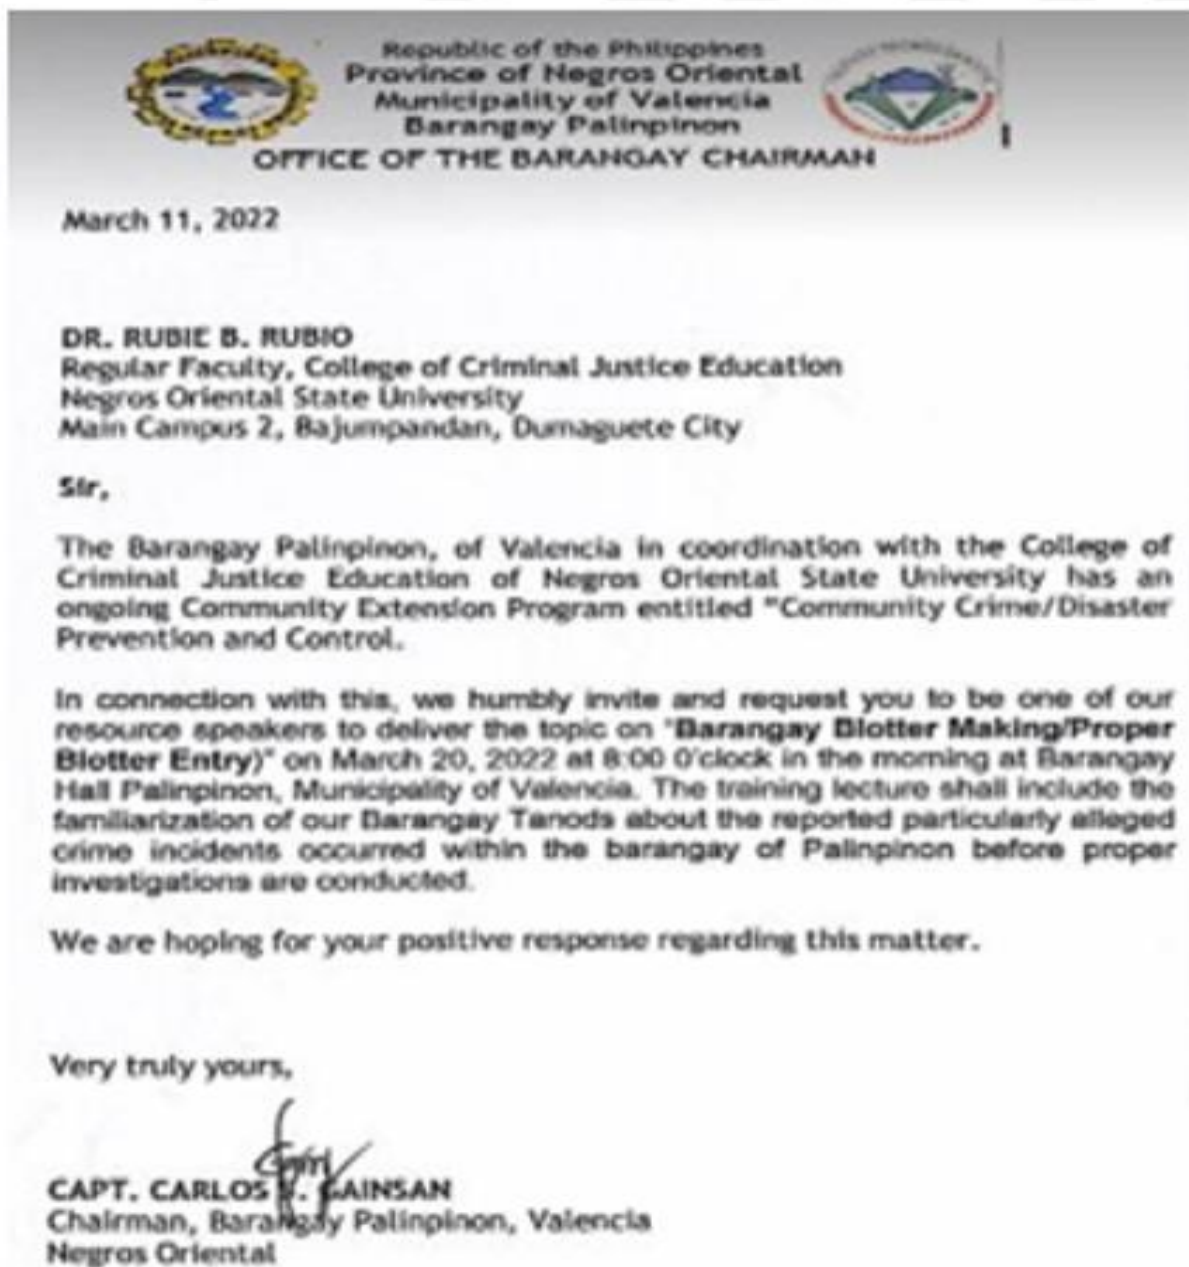 Republic of the Philippines
Province of Negros Oriental
Municipality of Valencia
Barangay Palinpinon
OFFICE OF THE BARANGAY CHAIRMAN
March 11, 2022
DR. RUBIE B. RUBIO
Regular Faculty, College of Criminal Justice Education
Negros Oriental State University
Main Campus 2, Bajumpandan, Dumaguete City
Sir,
The Barangay Palinpinon, of Valencia in coordination with the College of
Criminal Justice Education of Negros Oriental State University has an
ongoing Community Extension Program entitled "Community Crime/Disaster
Prevention and Control.
In connection with this, we humbly invite and request you to be one of our
resource speakers to deliver the topic on "Barangay Blotter Making/Proper
Blotter Entry)" on March 20, 2022 at 8:00 0'clock in the morning at Barangay
Hall Palinpinon, Municipality of Valencia. The training lecture shall include the
familiarization of our Barangay Tanods about the reported particularly alleged
crime incidents occurred within the barangay of Palinpinon before proper
investigations are conducted.
We are hoping for your positive response regarding this matter.
Very truly yours,
CAPT. CARLOS GAINSAN
Chairman, Barangay Palinpinon, Valencia
Negros Oriental